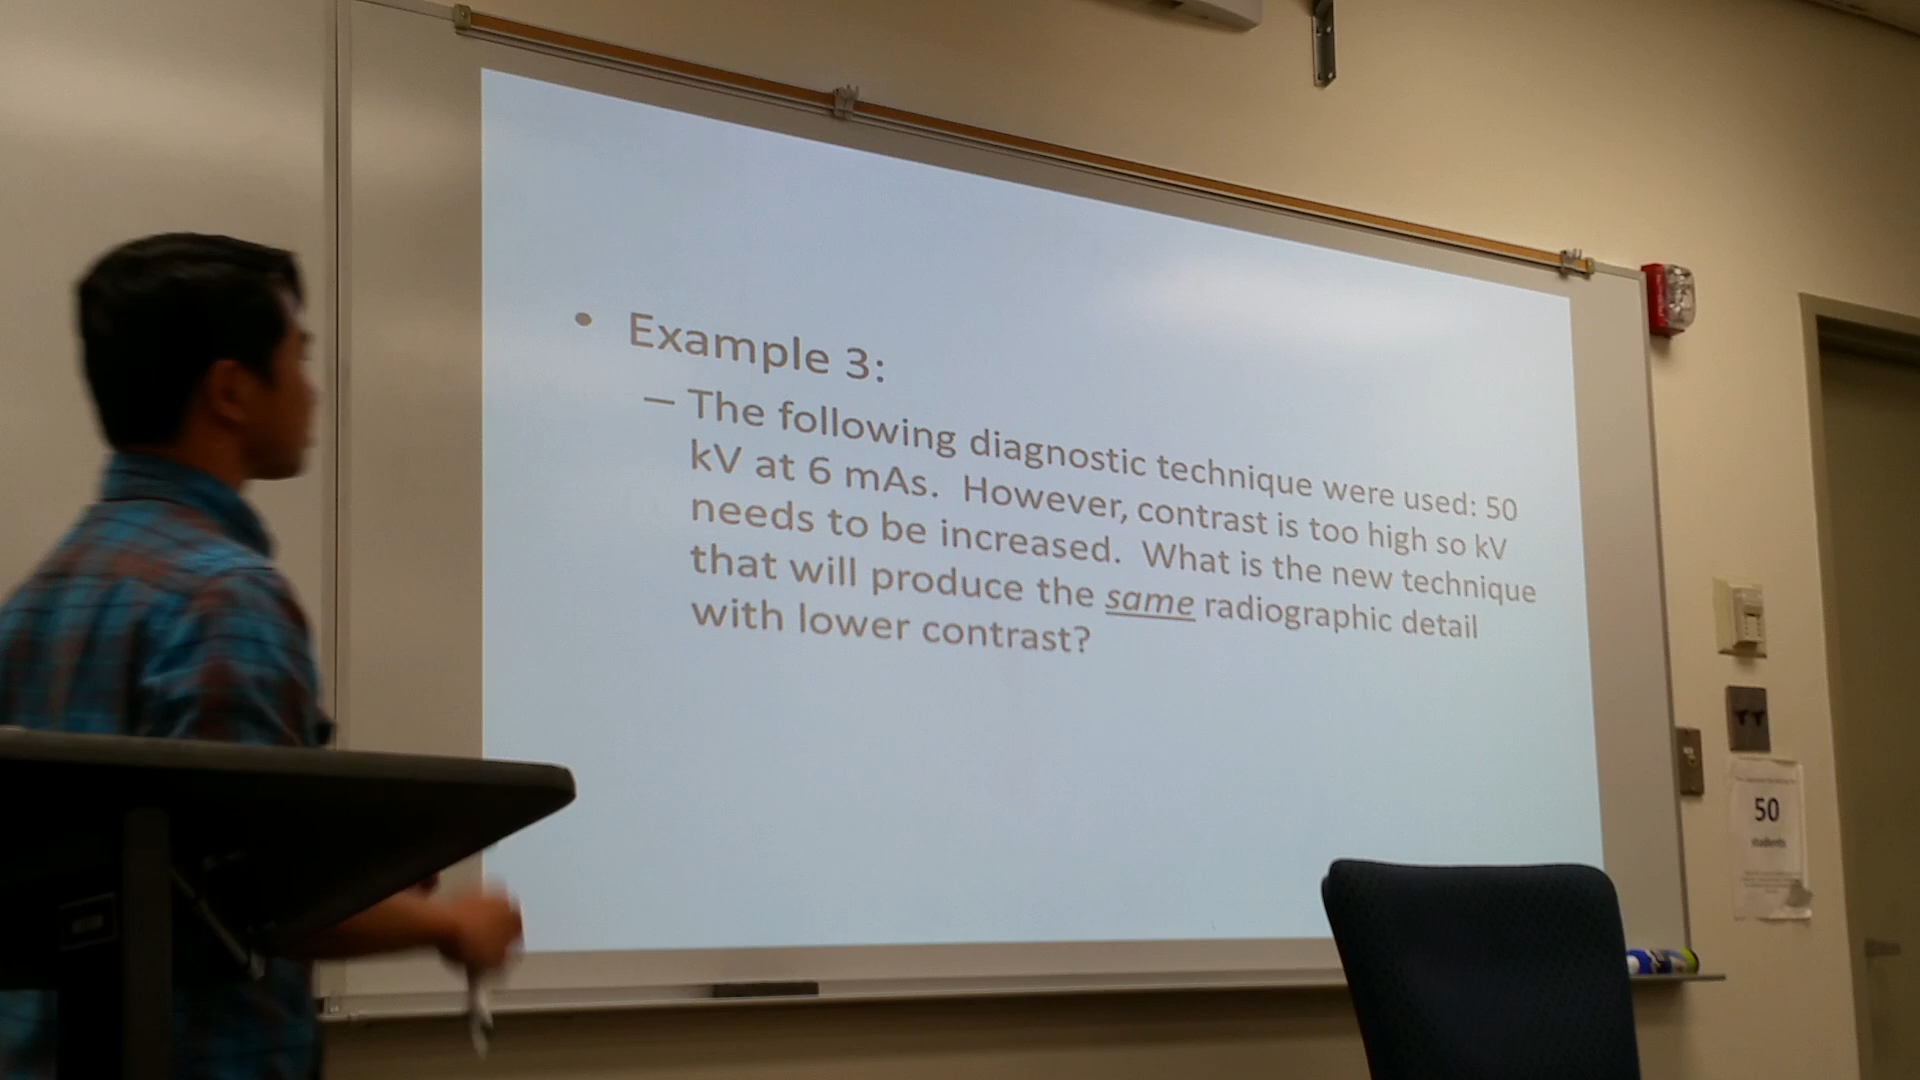 • Example 3:
– The following diagnostic technique were used: 50
kV at 6 mAs. However, contrast is too high so kV
needs to be increased. What is the new technique
that will produce the same radiographic detail
with lower contrast?
50
students